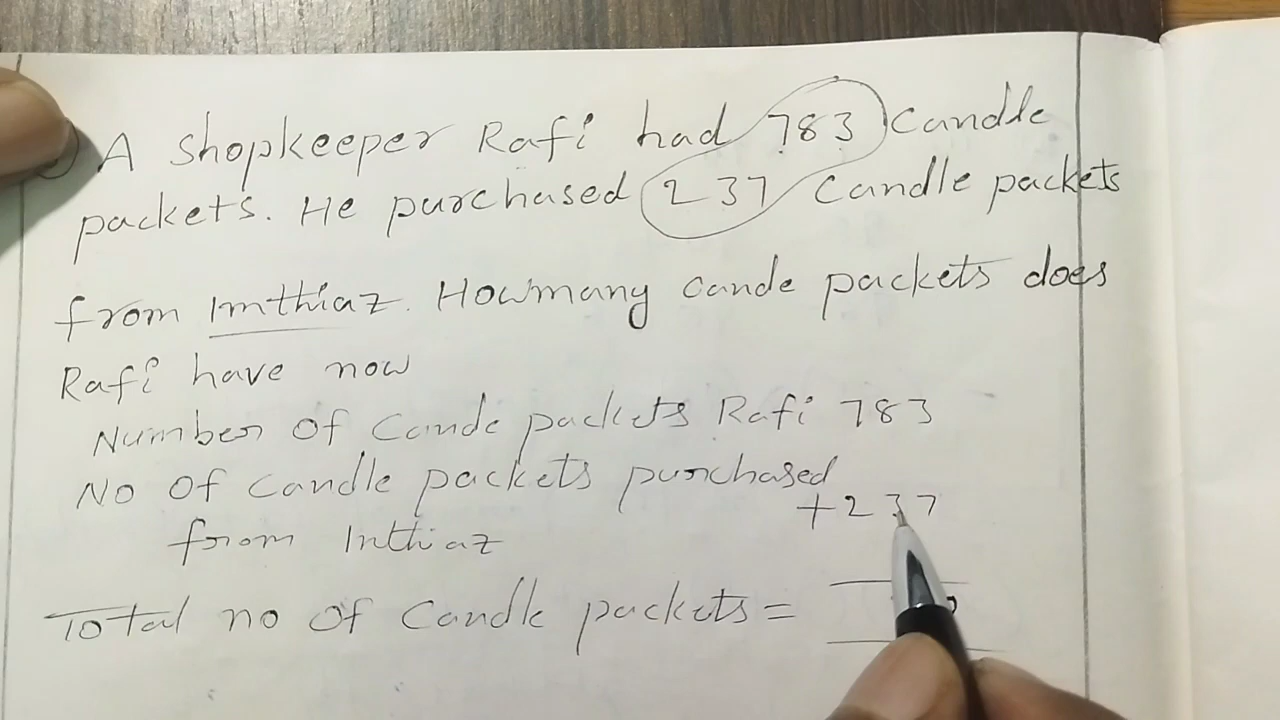 A shopkeeper Rafi had 783 Candle
packets. He purchased 237 Candle packets
from Imthiaz. Howmany cande packets does
Rafi have now
Number of Cande packets Rafi 783
No of Candle packets purchased
+237
from Inthiaz
Total no of Candle packets =